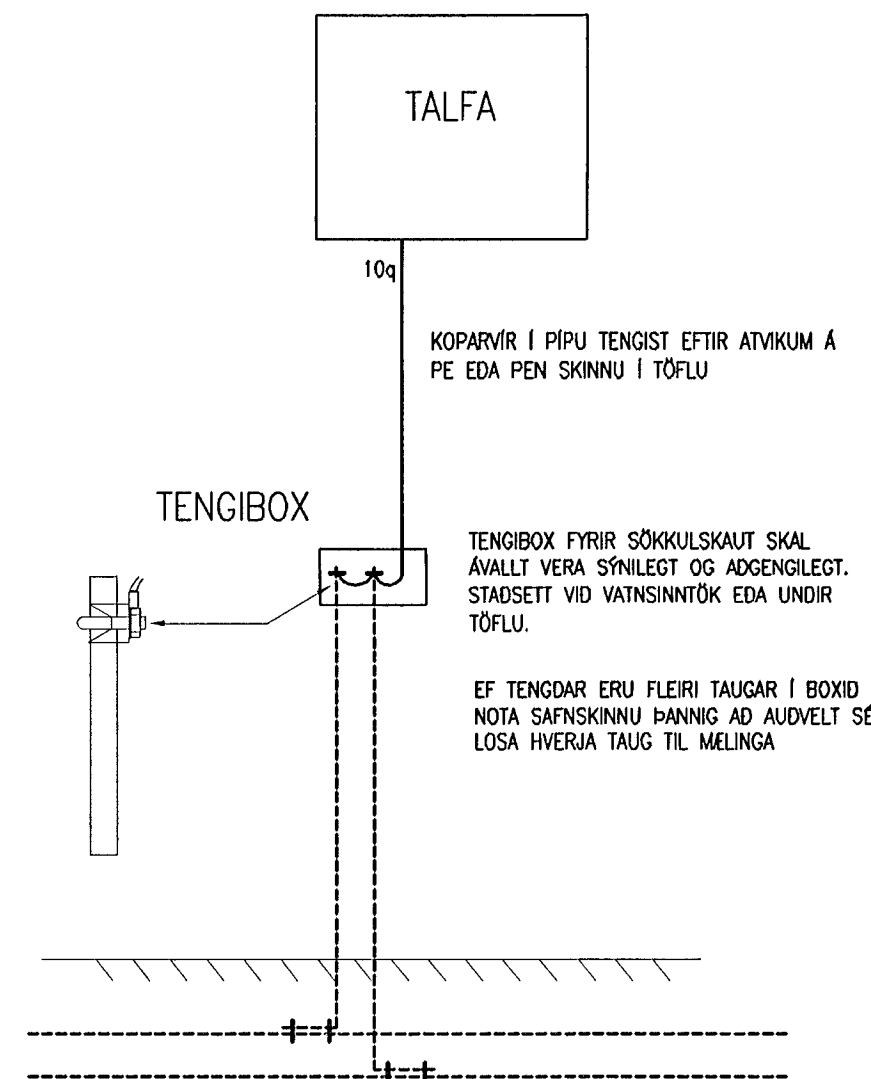 TALFA
10q
KOPARVÍR Í PÍPU TENGIST EFTIR ATVIKUM Á
PE EDA PEN SKINNU Í TÖFLU
TENGIBOX
TENGIBOX FYRIR SÖKKULSKAUT SKAL
ÁVALLT VERA SÝNILEGT OG ADGENGILEGT.
STADSETT VID VATNSINNTÖK EDA UNDIR
TÖFLU.
EF TENGDAR ERU FLEIRI TAUGAR Í BOXID
NOTA SAFNSKINNU ÞANNIG AD AUDVELT SÉ
LOSA HVERJA TAUG TIL MÆLINGA